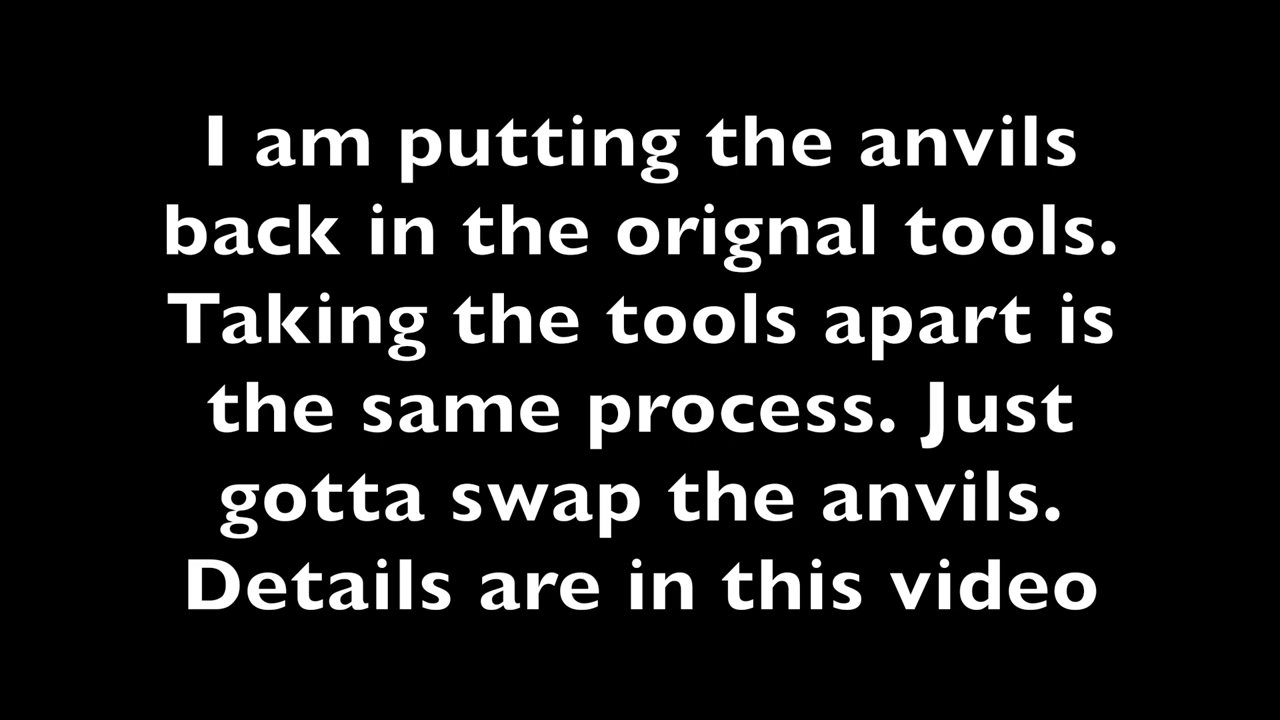 I am putting the anvils
back in the orignal tools.
Taking the tools apart is
the same process. Just
gotta swap the anvils.
Details are in this video